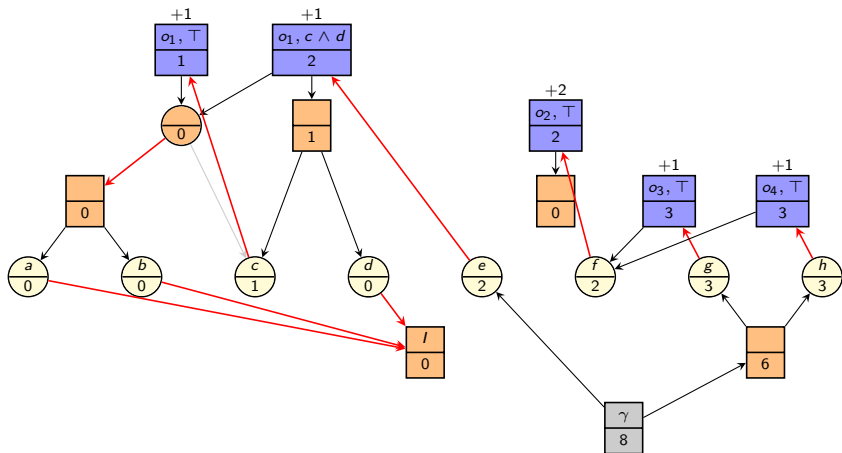 +1 +1
o₁, ⊤ o₁, c ∧ d
1 2
+2
o₂, ⊤
2
0
1
+1 +1
o₃, ⊤ o₄, ⊤
0 0 3 3
a b c d e f g h
0 0 1 0 2 2 3 3
I
0 6
γ
8